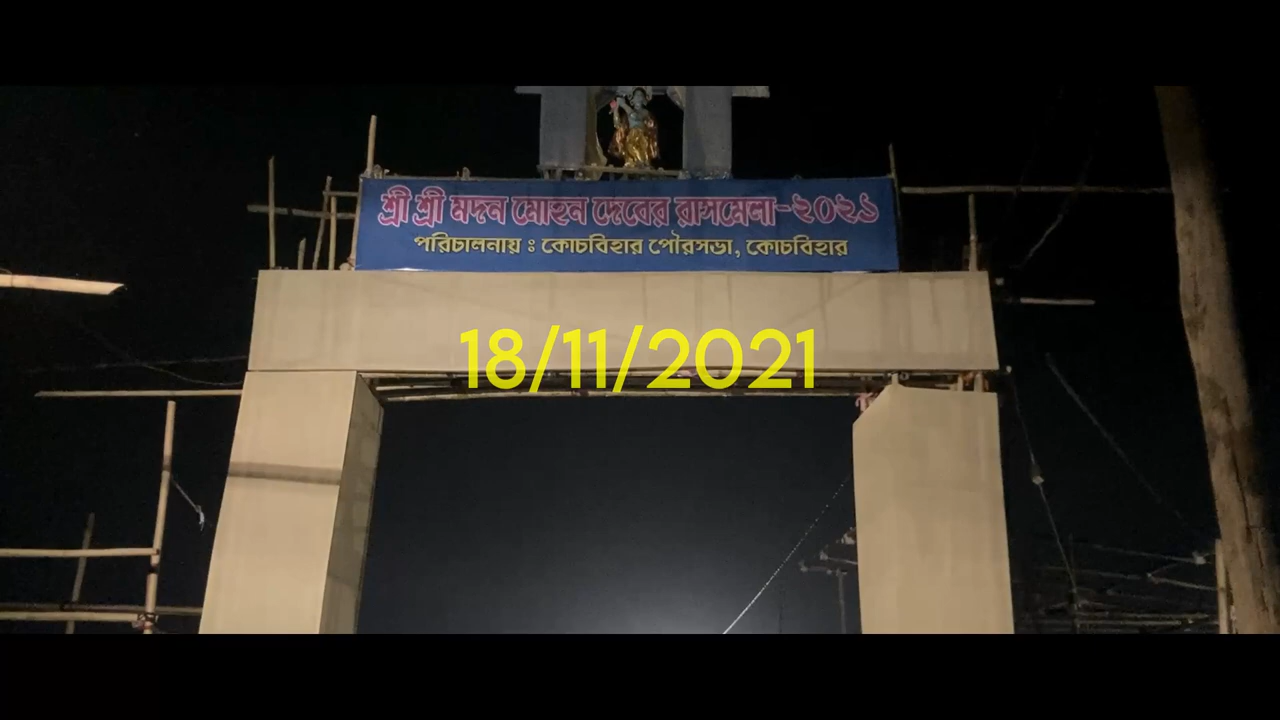 শ্রী শ্রী মদন মোহন দেবের রাসমেলা-২০২১
পরিচালনায় ঃ কোচবিহার পৌরসভা, কোচবিহার
18/11/2021